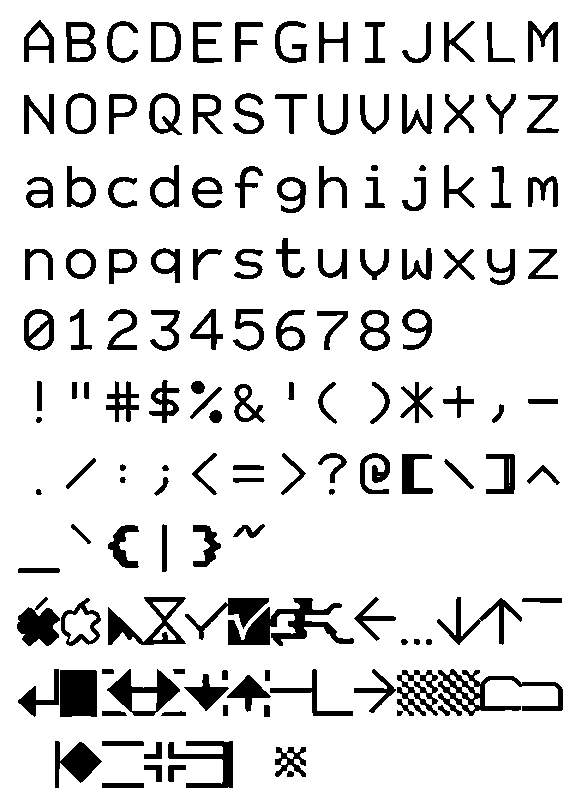 ABCDEFGHIJKLM
NOPQRSTUVWXYZ
abcdefghijklm
nopqrstuvwxyz
0123456789
!"#$%&'()*+,-
./:;<=>?@[\]^
_`{|}~
←…↓↑
→